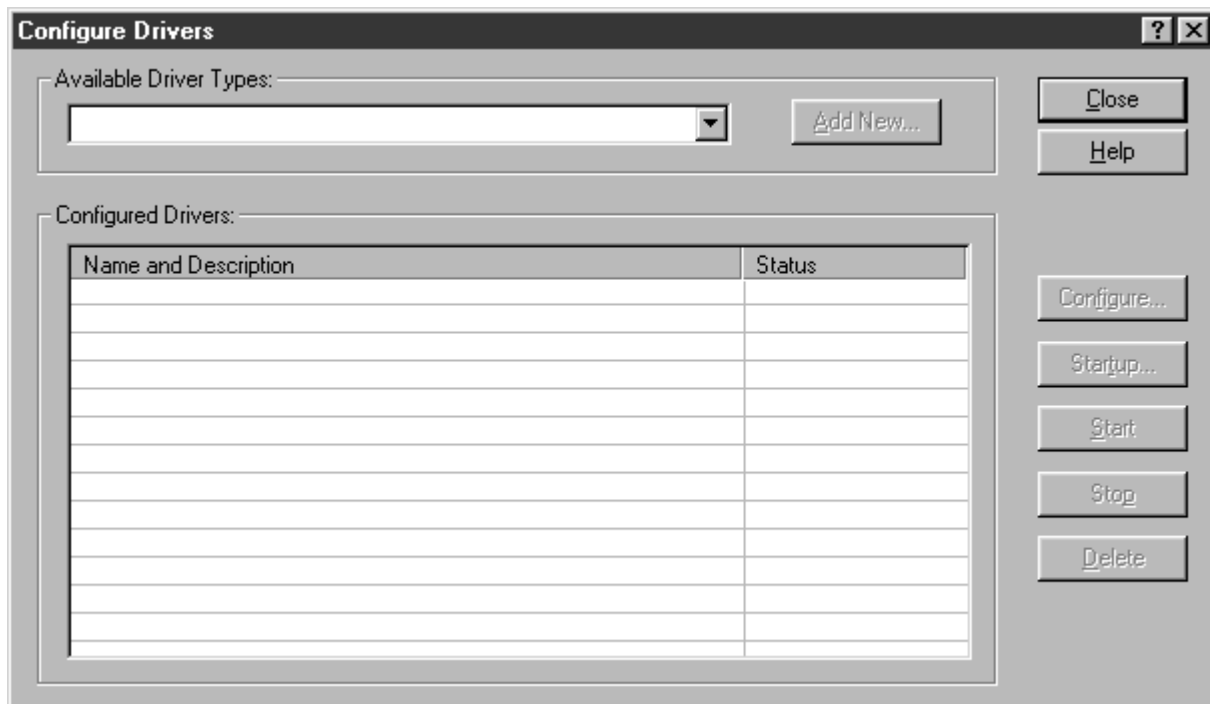 Configure Drivers
Available Driver Types:
Add New...
Close
Help
Configured Drivers:
Name and Description Status
Configure...
Startup...
Start
Stop
Delete